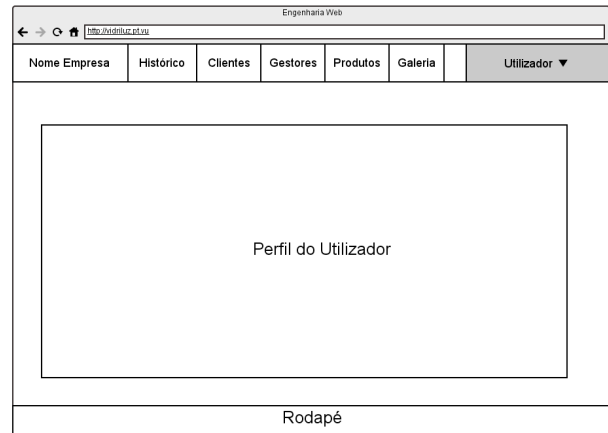 Engenharia Web
http://vidriluz.pt.vu
Nome Empresa Histórico Clientes Gestores Produtos Galeria Utilizador ▼
Perfil do Utilizador
Rodapé